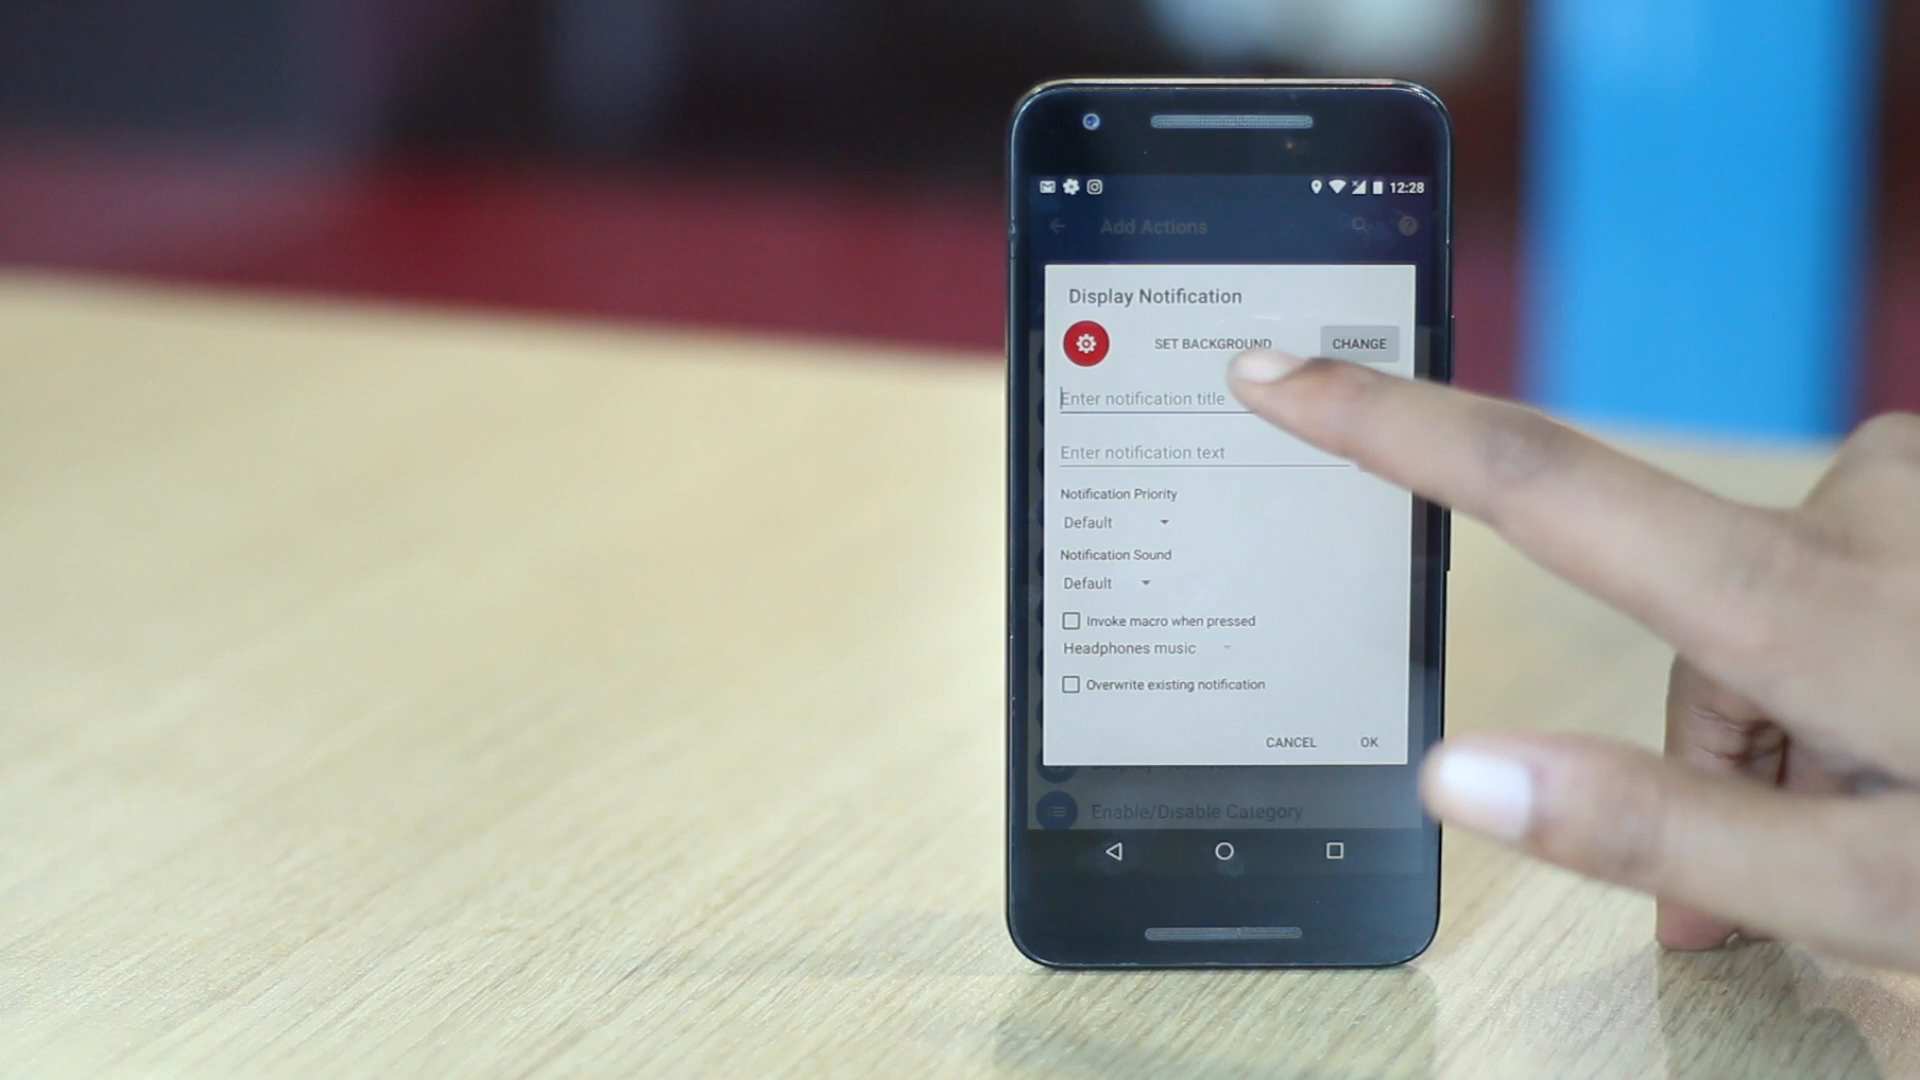 12:28
Add Actions
Display Notification
SET BACKGROUND
CHANGE
Enter notification title
Enter notification text
Notification Priority
Default
Notification Sound
Default
Invoke macro when pressed
Headphones music
Overwrite existing notification
CANCEL
OK
Enable/Disable Category